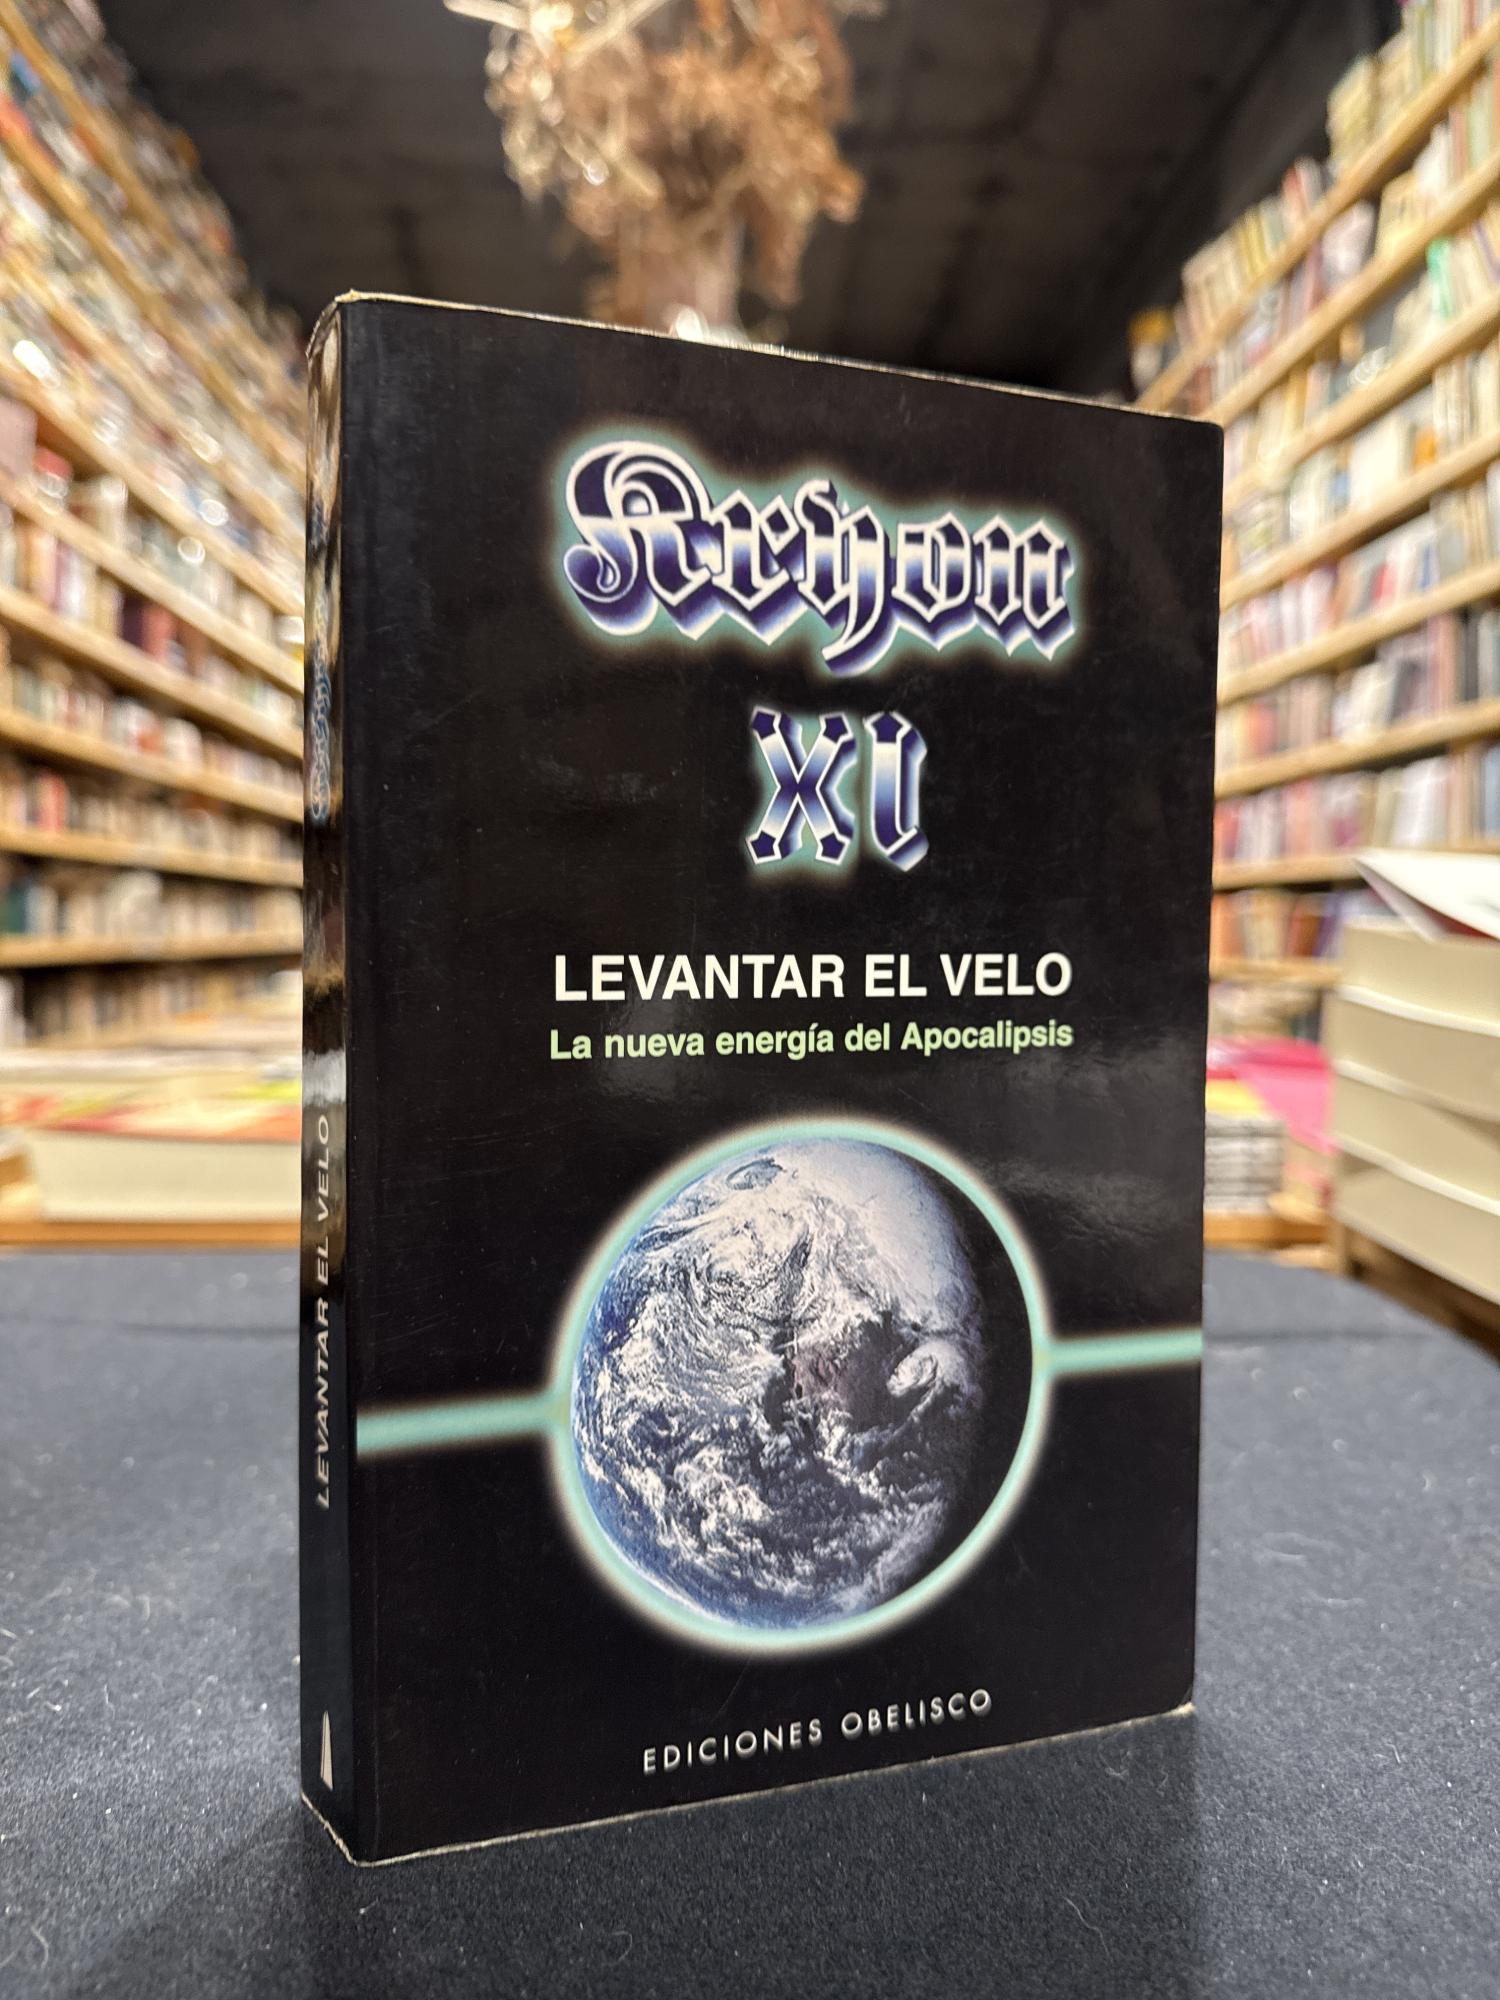 Kryon
XI
LEVANTAR EL VELO
La nueva energía del Apocalipsis
EDICIONES OBELISCO
LEVANTAR EL VELO